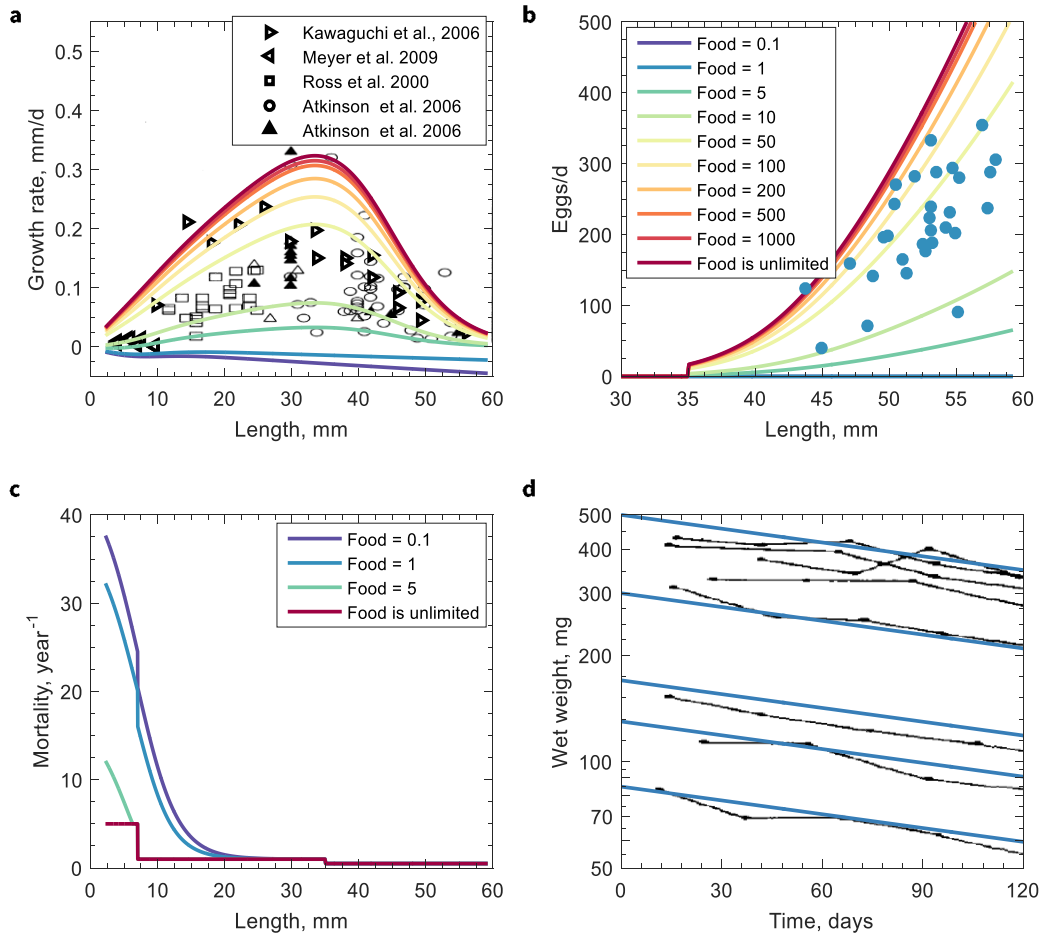 a
0.5
0.4
0.3
0.2
0.1
0
Growth rate, mm/d
Kawaguchi et al., 2006
Meyer et al. 2009
Ross et al. 2000
Atkinson et al. 2006
Atkinson et al. 2006
0 10 20 30 40 50 60
Length, mm
b
500
400
300
200
100
0
Eggs/d
Food = 0.1
Food = 1
Food = 5
Food = 10
Food = 50
Food = 100
Food = 200
Food = 500
Food = 1000
Food is unlimited
30 35 40 45 50 55 60
Length, mm
c
40
30
20
10
0
Mortality, year-1
Food = 0.1
Food = 1
Food = 5
Food is unlimited
0 10 20 30 40 50 60
Length, mm
d
500
400
300
200
100
70
50
Wet weight, mg
0 30 60 90 120
Time, days